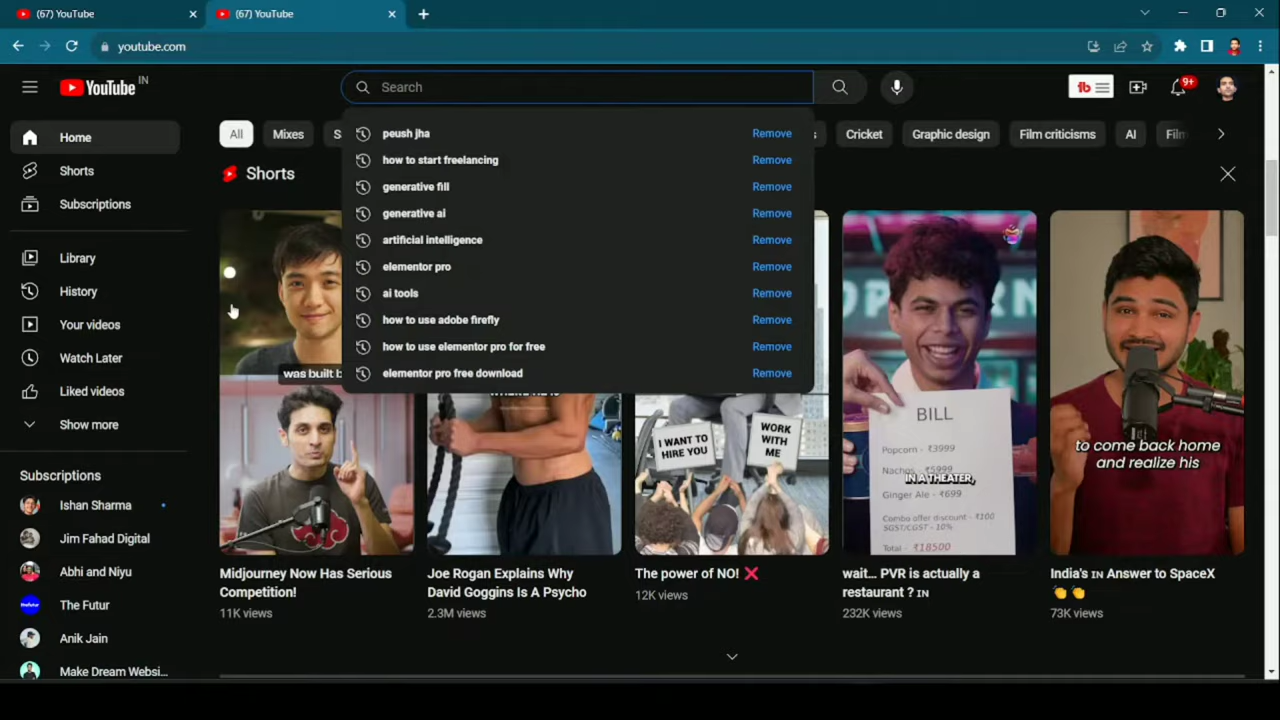 (67) YouTube
(67) YouTube
youtube.com
YouTube IN
Search
tb
9+
peush jha Remove
how to start freelancing Remove
generative fill Remove
generative ai Remove
artificial intelligence Remove
elementor pro Remove
ai tools Remove
how to use adobe firefly Remove
how to use elementor pro for free Remove
elementor pro free download Remove
Home
Shorts
Subscriptions
Library
History
Your videos
Watch Later
Liked videos
Show more
Subscriptions
Ishan Sharma
Jim Fahad Digital
Abhi and Niyu
The Futur
Anik Jain
Make Dream Websi...
All
Mixes
S
s
Cricket
Graphic design
Film criticisms
AI
Film
Shorts
was built b
Midjourney Now Has Serious
Competition!
11K views
Joe Rogan Explains Why
David Goggins Is A Psycho
2.3M views
I WANT TO
HIRE YOU
WORK
WITH
ME
The power of NO! ❌
12K views
BILL
Popcorn - ₹3999
Nachos - ₹5999
IN A THEATER,
Ginger Ale - ₹699
Combo offer discount - ₹100
SGST/CGST - 10%
Total - ₹18500
wait... PVR is actually a
restaurant ? IN
232K views
to come back home
and realize his
India's IN Answer to SpaceX
👏 👏
73K views